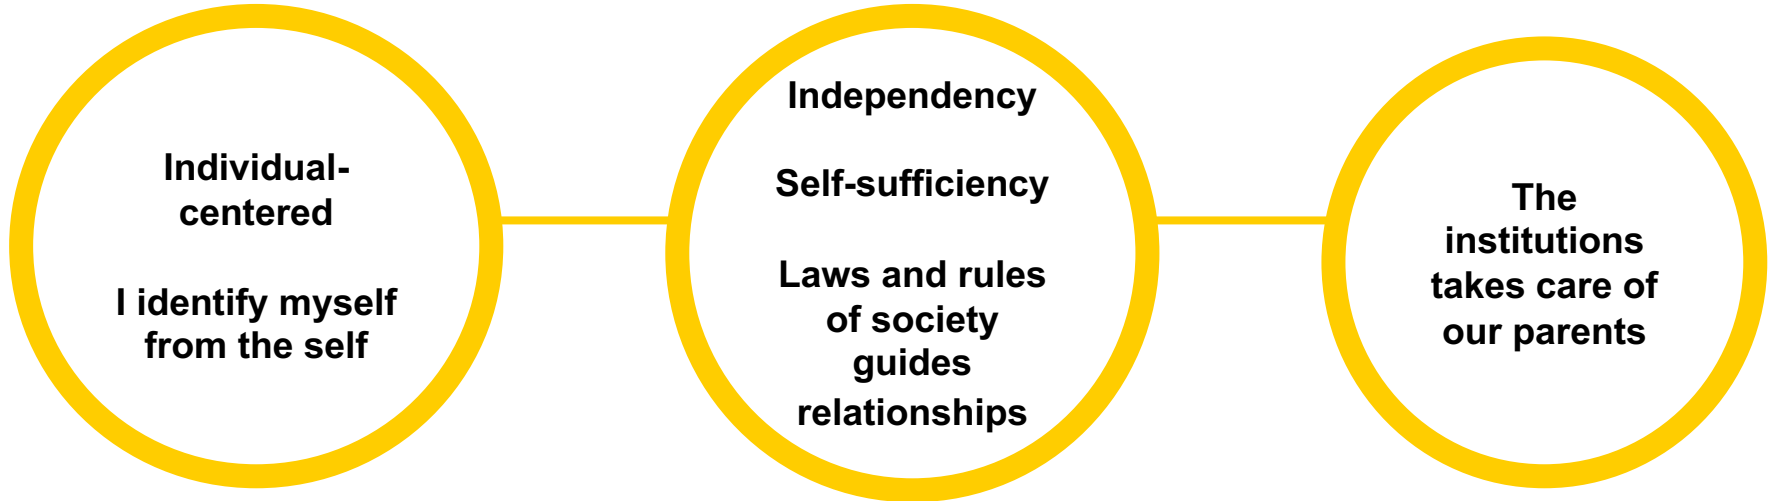 Individual-
centered
I identify myself
from the self
Independency
Self-sufficiency
Laws and rules
of society
guides
relationships
The
institutions
takes care of
our parents